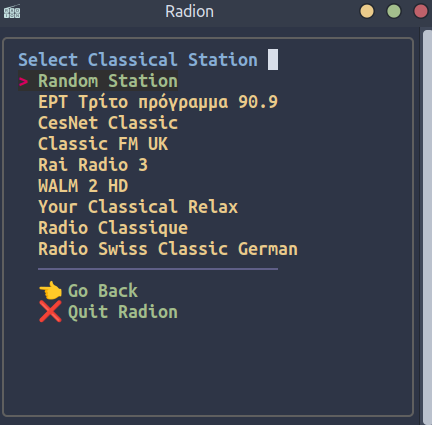 Radion
Select Classical Station
> Random Station
ΕΡΤ Τρίτο πρόγραμμα 90.9
CesNet Classic
Classic FM UK
Rai Radio 3
WALM 2 HD
Your Classical Relax
Radio Classique
Radio Swiss Classic German
👈 Go Back
❌ Quit Radion